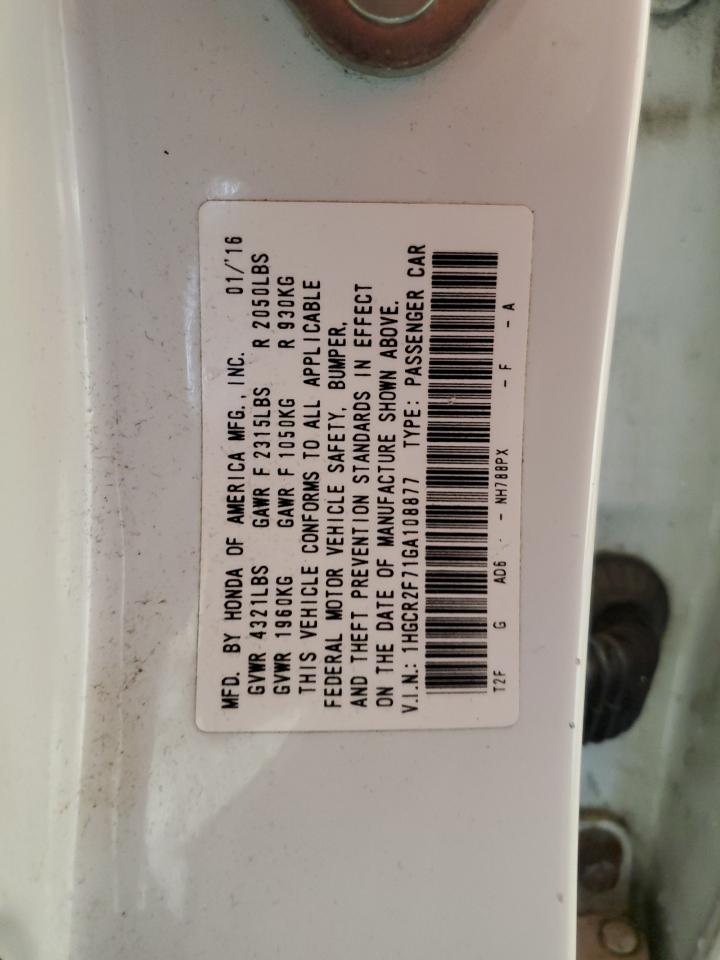 MFD. BY HONDA OF AMERICA MFG., INC. 01/'16
GVWR 4321LBS GAWR F 2315LBS R 2050LBS
GVWR 1960KG GAWR F 1050KG R 930KG
THIS VEHICLE CONFORMS TO ALL APPLICABLE
FEDERAL MOTOR VEHICLE SAFETY, BUMPER,
AND THEFT PREVENTION STANDARDS IN EFFECT
ON THE DATE OF MANUFACTURE SHOWN ABOVE.
V.I.N.: 1HGCR2F71GA108877 TYPE: PASSENGER CAR
T2F G AD6 - - NH788PX - F - A